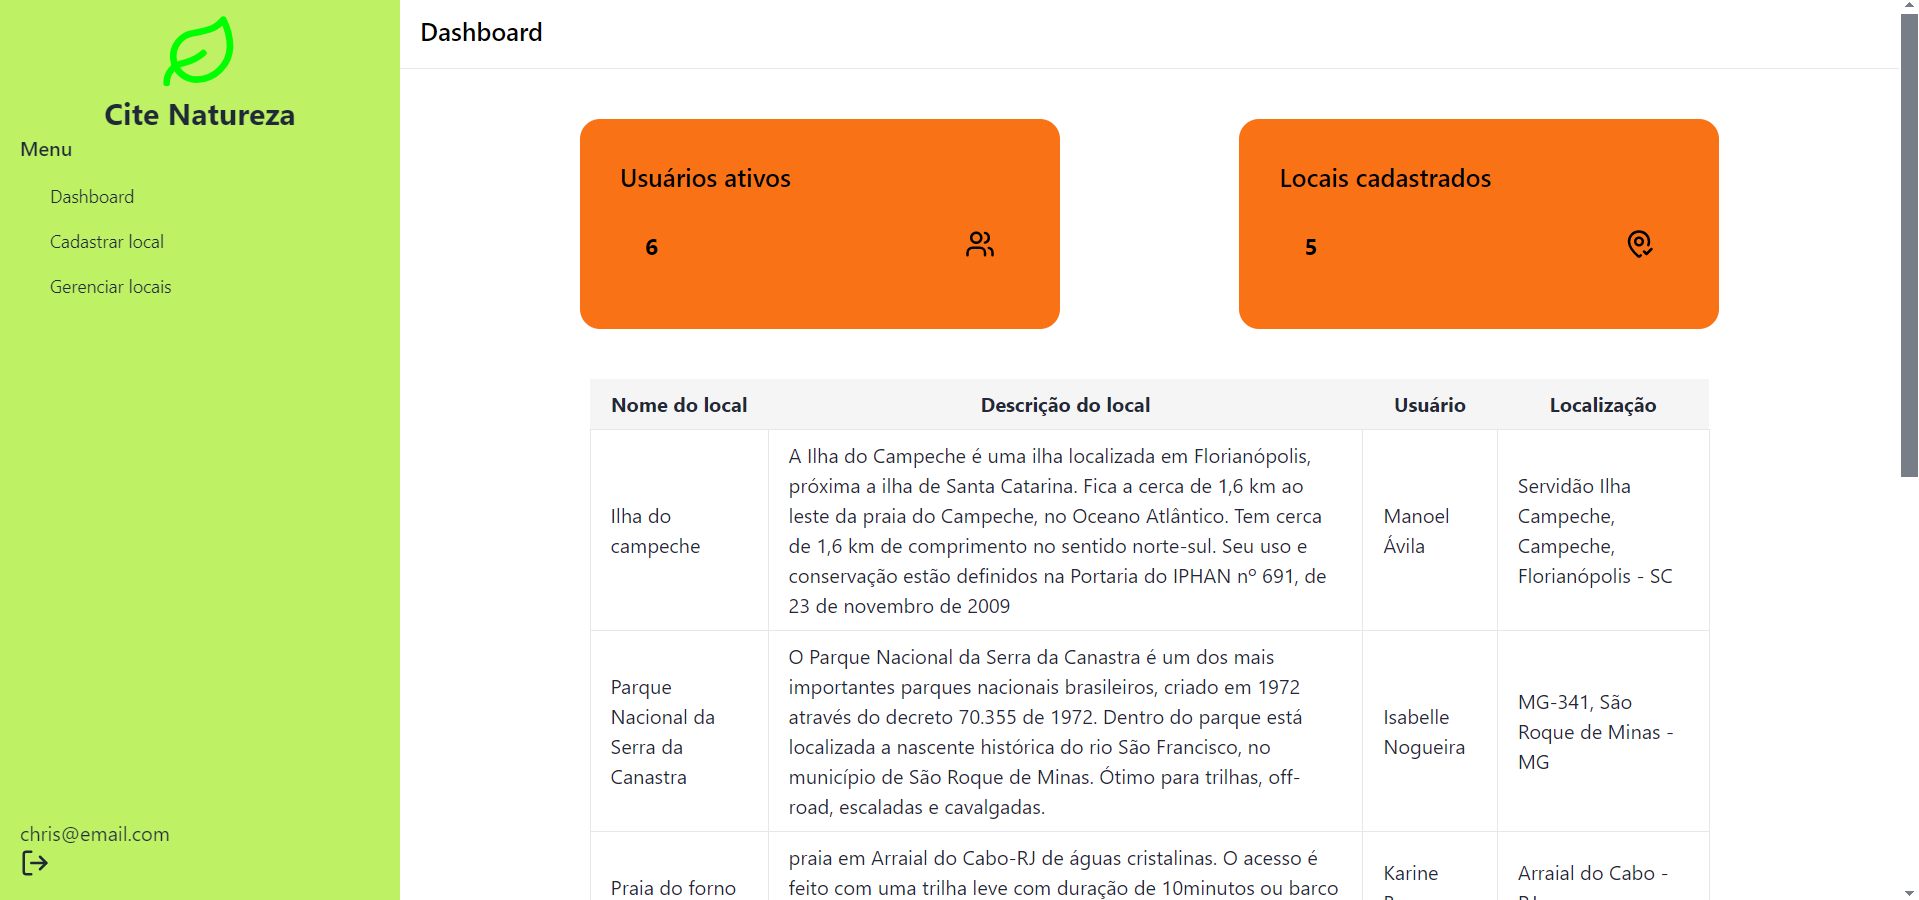 Cite Natureza
Menu
Dashboard
Cadastrar local
Gerenciar locais
chris@email.com
Dashboard
Usuários ativos
6
Locais cadastrados
5
Nome do local
Descrição do local
Usuário
Localização
Ilha do
campeche
A Ilha do Campeche é uma ilha localizada em Florianópolis,
próxima a ilha de Santa Catarina. Fica a cerca de 1,6 km ao
leste da praia do Campeche, no Oceano Atlântico. Tem cerca
de 1,6 km de comprimento no sentido norte-sul. Seu uso e
conservação estão definidos na Portaria do IPHAN nº 691, de
23 de novembro de 2009
Manoel
Ávila
Servidão Ilha
Campeche,
Campeche,
Florianópolis - SC
Parque
Nacional da
Serra da
Canastra
O Parque Nacional da Serra da Canastra é um dos mais
importantes parques nacionais brasileiros, criado em 1972
através do decreto 70.355 de 1972. Dentro do parque está
localizada a nascente histórica do rio São Francisco, no
município de São Roque de Minas. Ótimo para trilhas, off-
road, escaladas e cavalgadas.
Isabelle
Nogueira
MG-341, São
Roque de Minas -
MG
Praia do forno
praia em Arraial do Cabo-RJ de águas cristalinas. O acesso é
feito com uma trilha leve com duração de 10minutos ou barco
Karine
Arraial do Cabo -